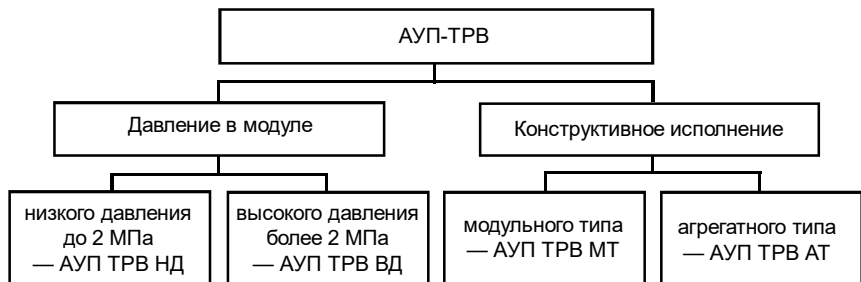 АУП-ТРВ
Давление в модуле
Конструктивное исполнение
низкого давления
до 2 МПа
— АУП ТРВ НД
высокого давления
более 2 МПа
— АУП ТРВ ВД
модульного типа
— АУП ТРВ МТ
агрегатного типа
— АУП ТРВ АТ